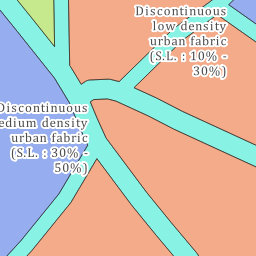 Discontinuous
low density
urban fabric
(S.L. : 10% -
30%)
Discontinuous
edium density
urban fabric
(S.L. : 30% -
50%)